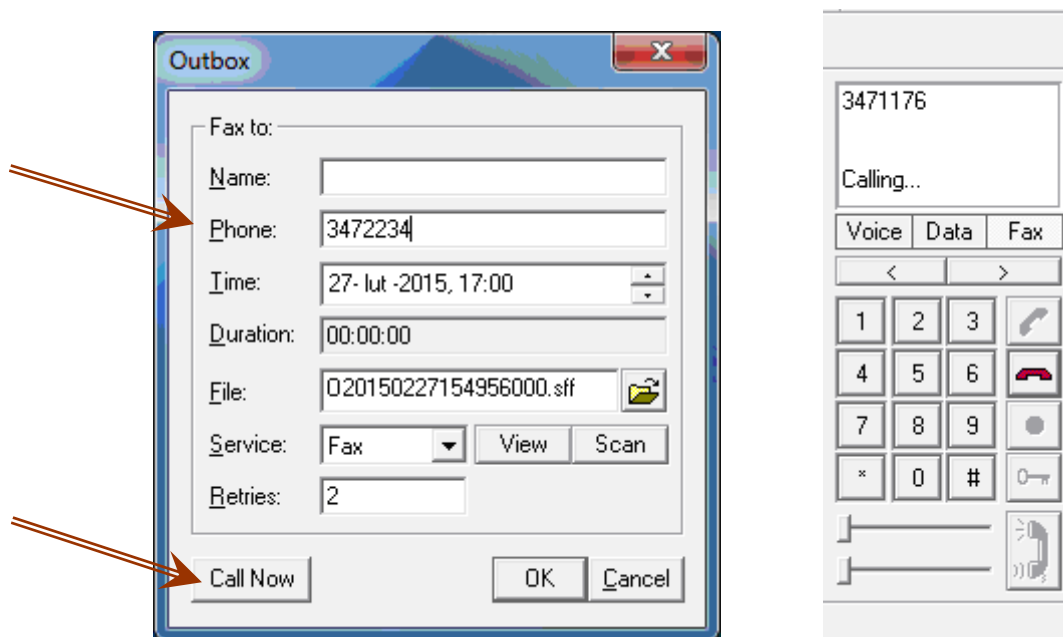 Outbox
Fax to:
Name:
Phone: 3472234
Time: 27- lut -2015, 17:00
Duration: 00:00:00
File: O20150227154956000.sff
Service: Fax View Scan
Retries: 2
Call Now OK Cancel
3471176
Calling...
Voice Data Fax
< >
1 2 3
4 5 6
7 8 9
* 0 #